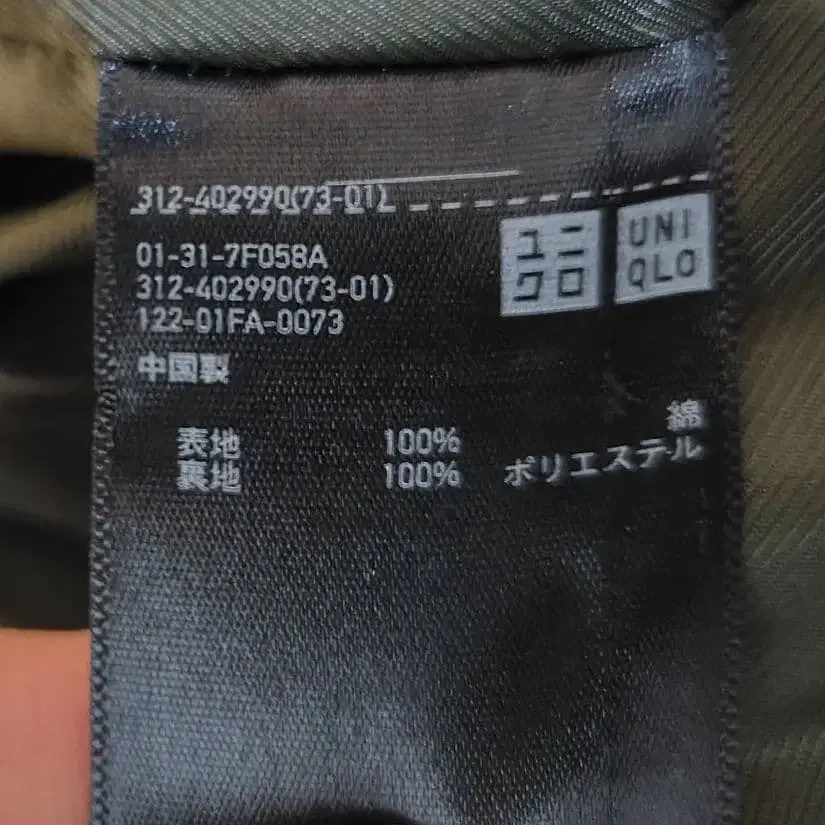 312-402990(73-01)
ユニ
クロ
UNI
QLO
01-31-7F058A
312-402990(73-01)
122-01FA-0073
中国製
表地 100% 綿
裏地 100% ポリエステル